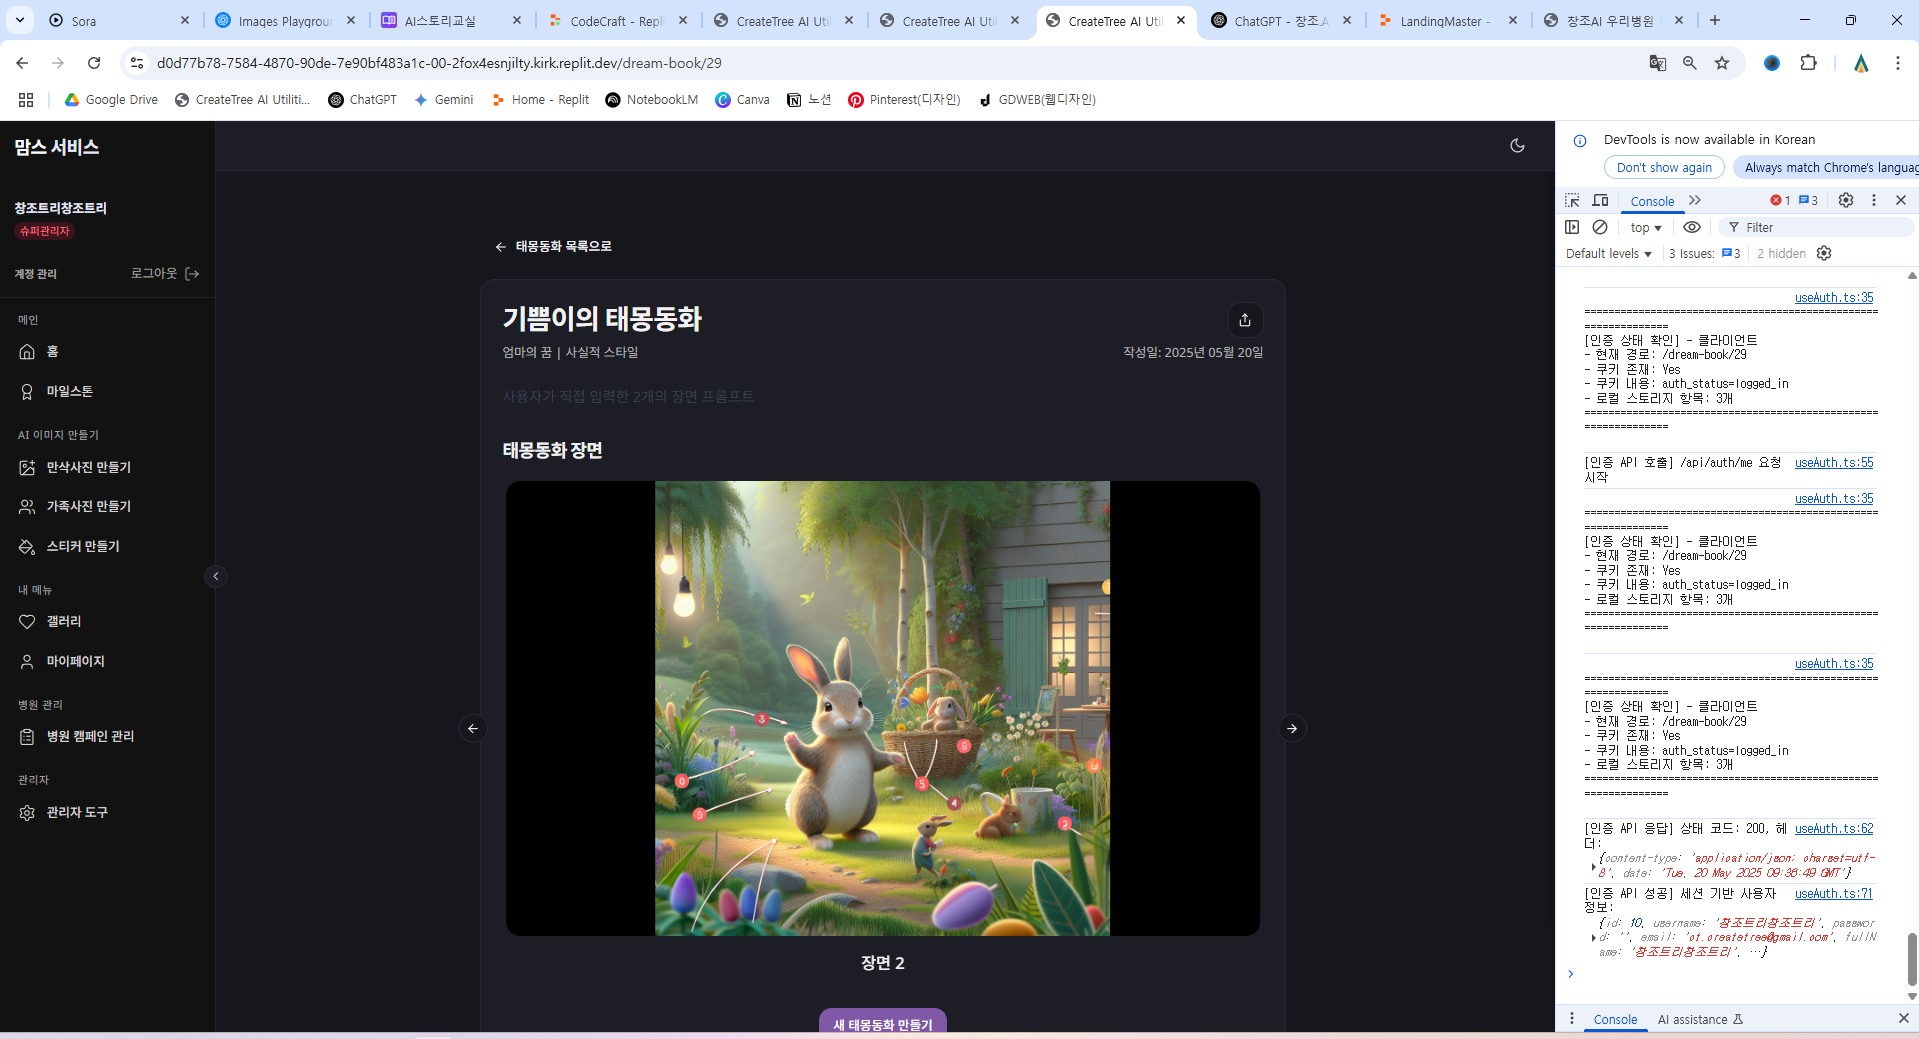 Sora
Images Playgroun
AI스토리교실
CodeCraft - Repli
CreateTree AI Util
CreateTree AI Util
CreateTree AI Util
ChatGPT - 창조.A
LandingMaster -
창조AI 우리병원
d0d77b78-7584-4870-90de-7e90bf483a1c-00-2fox4esnjilty.kirk.replit.dev/dream-book/29
Google Drive
CreateTree AI Utiliti...
ChatGPT
Gemini
Home - Replit
NotebookLM
Canva
노션
Pinterest(디자인)
GDWEB(웹디자인)
맘스 서비스
창조트리창조트리
슈퍼관리자
계정 관리
로그아웃
메인
홈
마일스톤
AI 이미지 만들기
만삭사진 만들기
가족사진 만들기
스티커 만들기
내 메뉴
갤러리
마이페이지
병원 관리
병원 캠페인 관리
관리자
관리자 도구
태몽동화 목록으로
기쁨이의 태몽동화
엄마의 꿈 | 사실적 스타일
작성일: 2025년 05월 20일
사용자가 직접 입력한 2개의 장면 프롬프트
태몽동화 장면
3
0
9
9
5
4
2
장면 2
새 태몽동화 만들기
DevTools is now available in Korean
Don't show again
Always match Chrome's languag
Console
1
3
top
Filter
Default levels
3 Issues:
3
2 hidden
useAuth.ts:35
=================================================
==============
[인증 상태 확인] - 클라이언트
- 현재 경로: /dream-book/29
- 쿠키 존재: Yes
- 쿠키 내용: auth_status=logged_in
- 로컬 스토리지 항목: 3개
=================================================
==============
[인증 API 호출] /api/auth/me 요청
useAuth.ts:55
시작
useAuth.ts:35
=================================================
==============
[인증 상태 확인] - 클라이언트
- 현재 경로: /dream-book/29
- 쿠키 존재: Yes
- 쿠키 내용: auth_status=logged_in
- 로컬 스토리지 항목: 3개
=================================================
==============
useAuth.ts:35
=================================================
==============
[인증 상태 확인] - 클라이언트
- 현재 경로: /dream-book/29
- 쿠키 존재: Yes
- 쿠키 내용: auth_status=logged_in
- 로컬 스토리지 항목: 3개
=================================================
==============
[인증 API 응답] 상태 코드: 200, 헤
useAuth.ts:62
더:
{content-type: 'application/json; charset=utf-
8', date: 'Tue, 20 May 2025 09:36:49 GMT'}
[인증 API 성공] 세션 기반 사용자
useAuth.ts:71
정보:
{id: 10, username: '창조트리창조트리', passwor
d: '', email: 'ct.createtree@gmail.com', fullN
ame: '창조트리창조트리', …}
Console
AI assistance